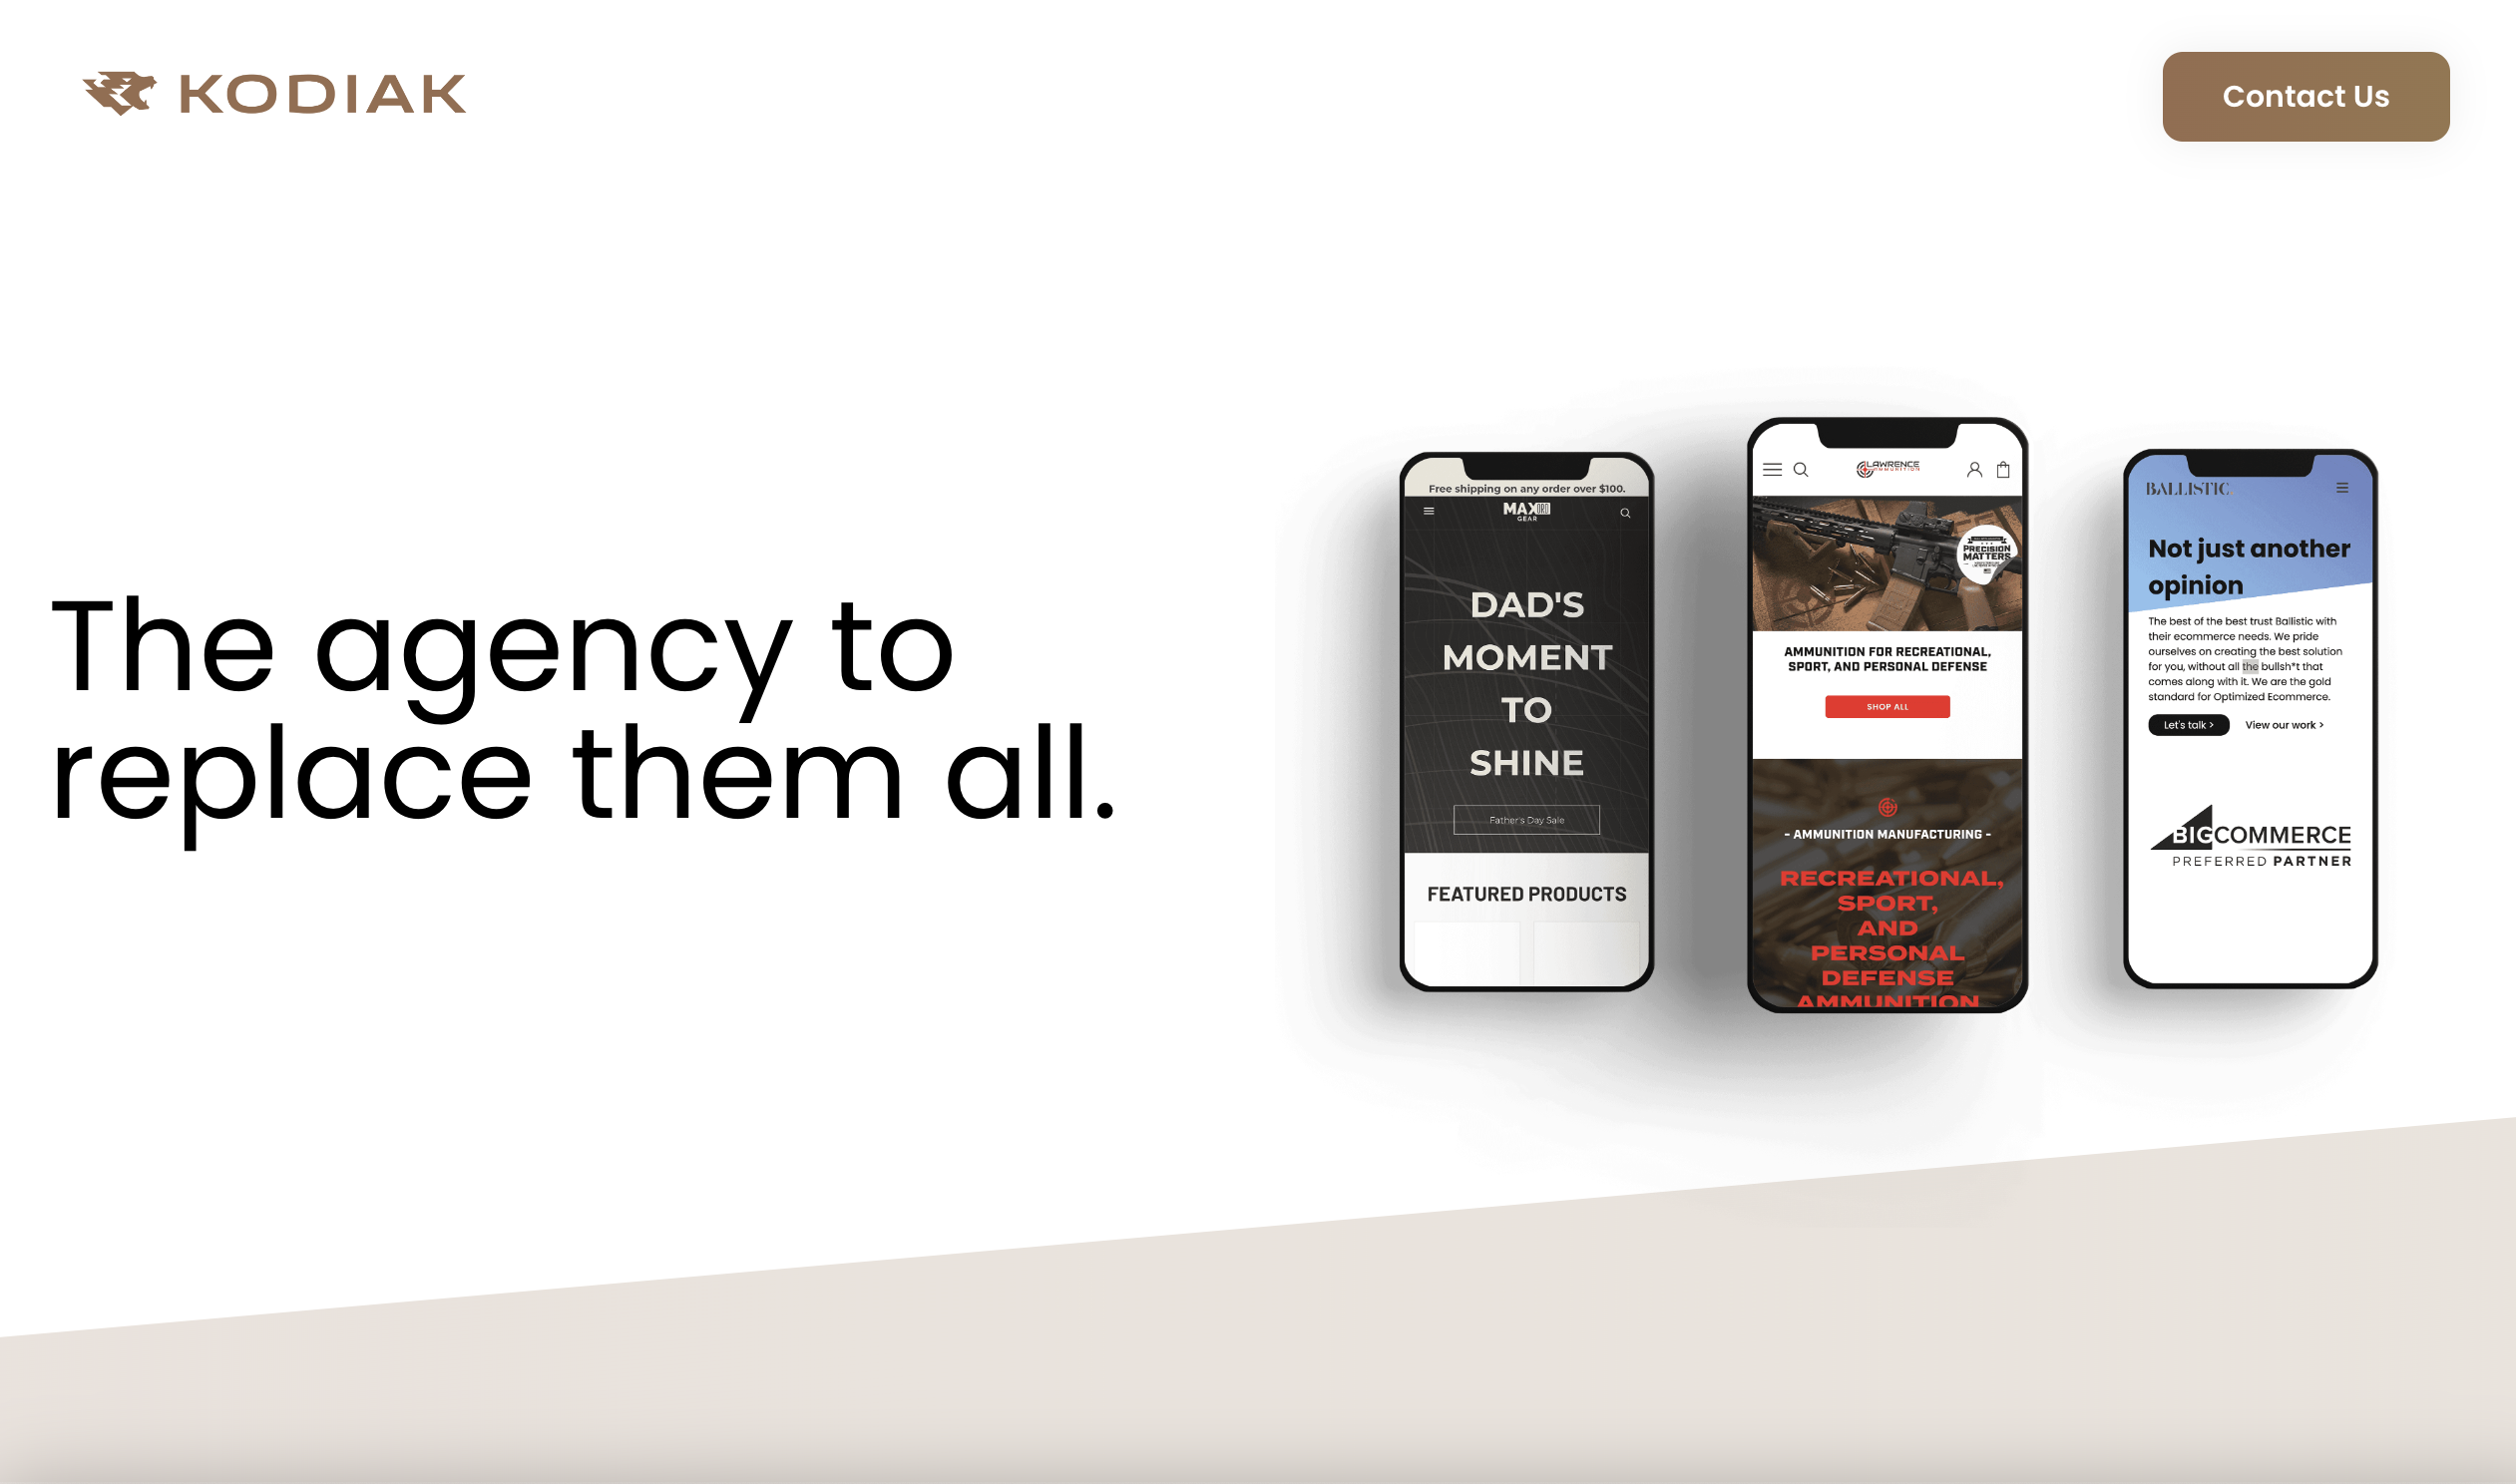 KODIAK
Contact Us
The agency to
replace them all.
Free shipping on any order over $100.
MAX
GEAR
DAD'S
MOMENT
TO
SHINE
Father's Day Sale
FEATURED PRODUCTS
LAWRENCE
AMMUNITION
PRECISION
MATTERS
AMMUNITION FOR RECREATIONAL,
SPORT, AND PERSONAL DEFENSE
SHOP ALL
- AMMUNITION MANUFACTURING -
RECREATIONAL,
SPORT,
AND
PERSONAL
DEFENSE
AMMUNITION
BALLISTIC
Not just another
opinion
The best of the best trust Ballistic with
their ecommerce needs. We pride
ourselves on creating the best solution
for you, without all the bullsh*t that
comes along with it. We are the gold
standard for Optimized Ecommerce.
Let's talk >
View our work >
BIGCOMMERCE
PREFERRED PARTNER